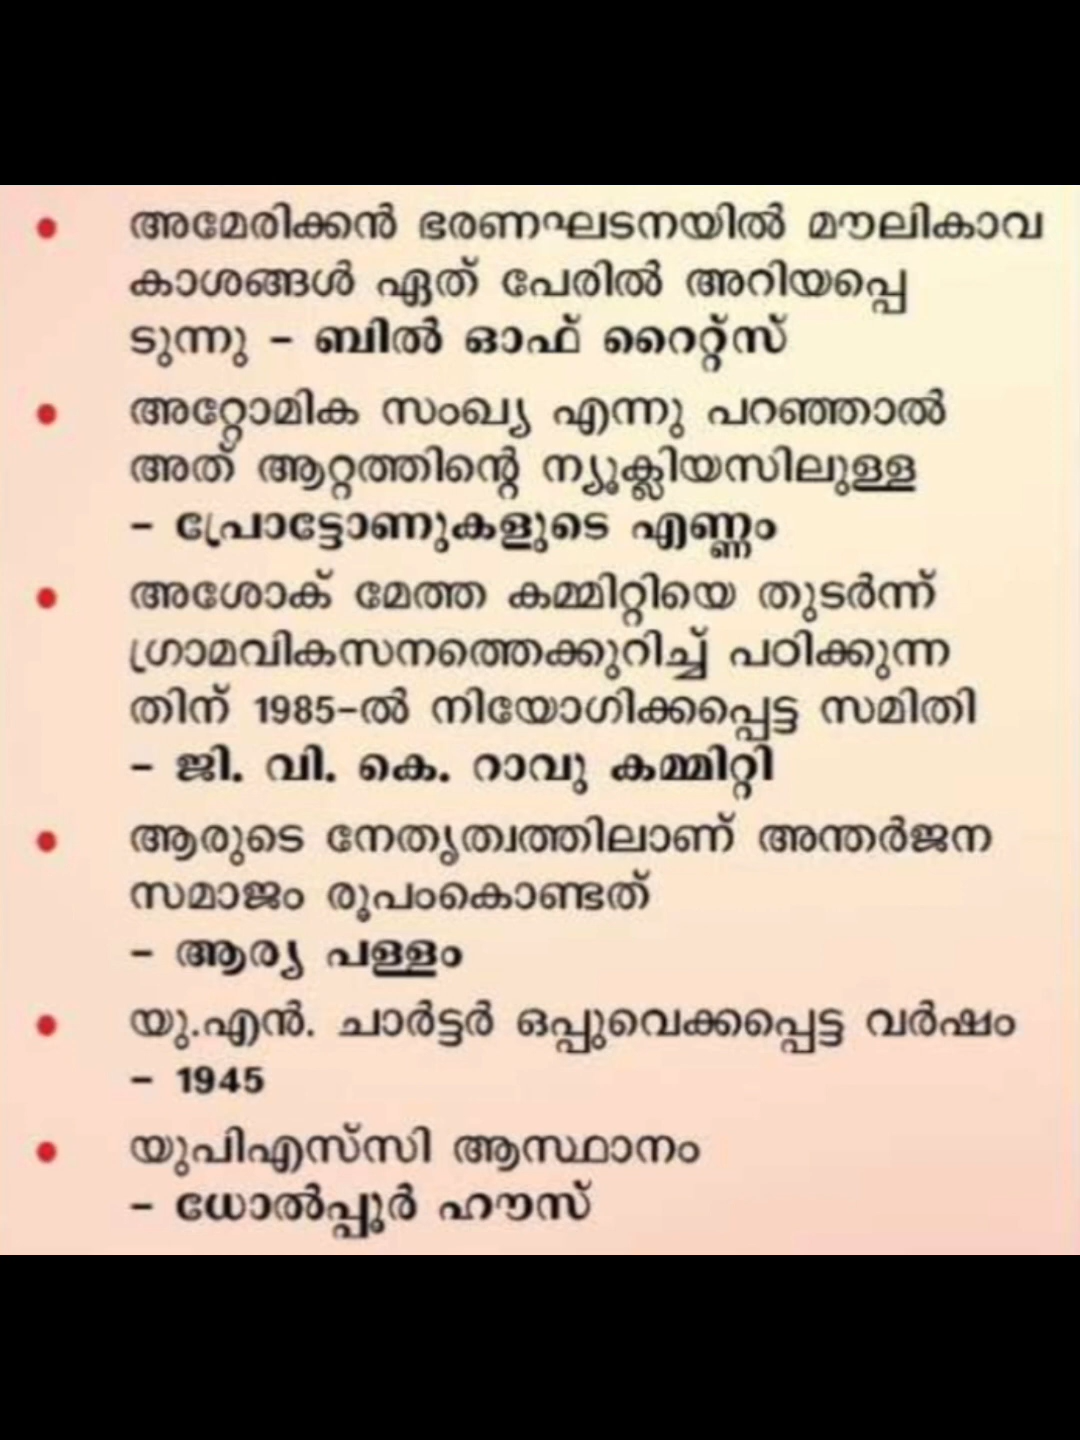 • അമേരിക്കൻ ഭരണഘടനയിൽ മൗലികാവ
കാശങ്ങൾ ഏത് പേരിൽ അറിയപ്പെ
ടുന്നു – ബിൽ ഓഫ് റൈറ്റ്സ്
• അറ്റോമിക സംഖ്യ എന്നു പറഞ്ഞാൽ
അത് ആറ്റത്തിന്റെ ന്യൂക്ലിയസിലുള്ള
– പ്രോട്ടോണുകളുടെ എണ്ണം
• അശോക് മേത്ത കമ്മിറ്റിയെ തുടർന്ന്
ഗ്രാമവികസനത്തെക്കുറിച്ച് പഠിക്കുന്ന
തിന് 1985-ൽ നിയോഗിക്കപ്പെട്ട സമിതി
– ജി. വി. കെ. റാവു കമ്മിറ്റി
• ആരുടെ നേതൃത്വത്തിലാണ് അന്തർജന
സമാജം രൂപംകൊണ്ടത്
– ആര്യ പള്ളം
• യു.എൻ. ചാർട്ടർ ഒപ്പുവെക്കപ്പെട്ട വർഷം
– 1945
• യുപിഎസ്‌സി ആസ്ഥാനം
– ധോൽപ്പൂർ ഹൗസ്